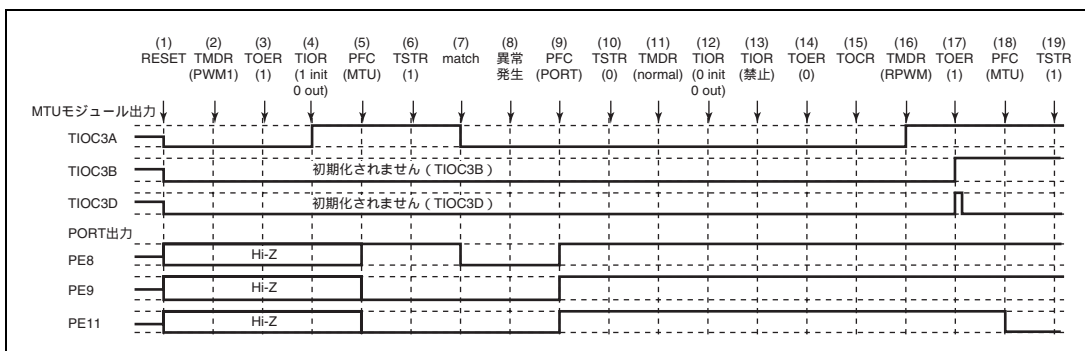 (1) (2) (3) (4) (5) (6) (7) (8) (9) (10) (11) (12) (13) (14) (15) (16) (17) (18) (19)
RESET TMDR TOER TIOR PFC TSTR match 異常 PFC TSTR TMDR TIOR TIOR TOER TOCR TMDR TOER PFC TSTR
(PWM1) (1) (1 init (MTU) (1) 発生 (PORT) (0) (normal) (0 init (禁止) (0) (RPWM) (1) (MTU) (1)
0 out) 0 out)
MTUモジュール出力
TIOC3A
TIOC3B 初期化されません(TIOC3B)
TIOC3D 初期化されません(TIOC3D)
PORT出力
PE8 Hi-Z
PE9 Hi-Z
PE11 Hi-Z